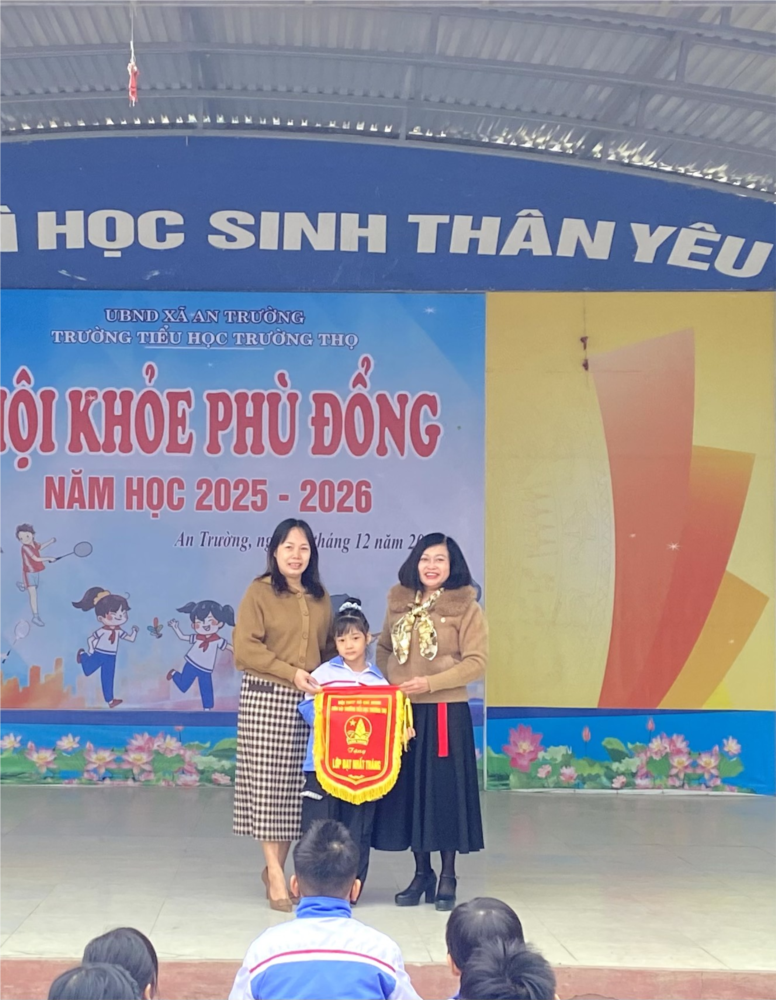 HỌC SINH THÂN YÊU
UBND XÃ AN TRƯỜNG
TRƯỜNG TIỂU HỌC TRƯỜNG THỌ
HỘI KHỎE PHÙ ĐỔNG
NĂM HỌC 2025 - 2026
An Trường, tháng 12 năm
Tặng
LỚP ĐẠT NHẤT THÁNG